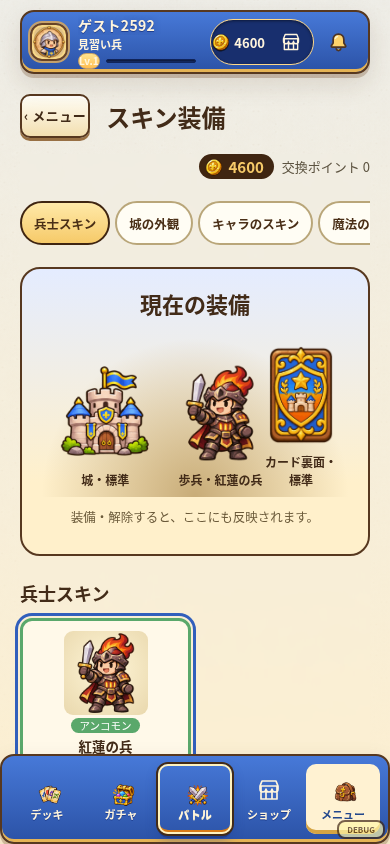 ゲスト2592
見習い兵
Lv.1
4600
‹ メニュー
スキン装備
4600 交換ポイント 0
兵士スキン 城の外観 キャラのスキン 魔法の
現在の装備
城・標準
歩兵・紅蓮の兵
カード裏面・
標準
装備・解除すると、ここにも反映されます。
兵士スキン
アンコモン
紅蓮の兵
デッキ ガチャ バトル ショップ メニュー
DEBUG